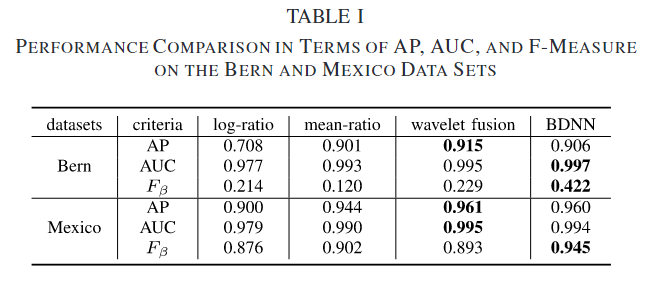 TABLE I
PERFORMANCE COMPARISON IN TERMS OF AP, AUC, AND F-MEASURE
ON THE BERN AND MEXICO DATA SETS
datasets criteria log-ratio mean-ratio wavelet fusion BDNN
AP 0.708 0.901 0.915 0.906
Bern AUC 0.977 0.993 0.995 0.997
Fβ 0.214 0.120 0.229 0.422
AP 0.900 0.944 0.961 0.960
Mexico AUC 0.979 0.990 0.995 0.994
Fβ 0.876 0.902 0.893 0.945